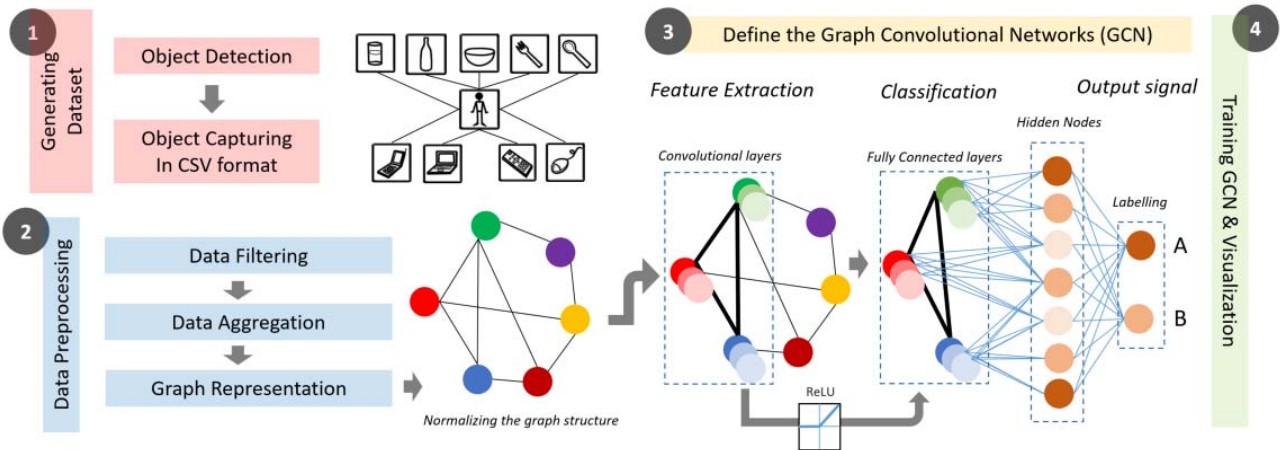 1
Generating
Dataset
Object Detection
Object Capturing
In CSV format
2
Data Preprocessing
Data Filtering
Data Aggregation
Graph Representation
Normalizing the graph structure
3
Define the Graph Convolutional Networks (GCN)
Feature Extraction
Classification
Output signal
Hidden Nodes
Convolutional layers
Fully Connected layers
Labelling
A
B
ReLU
4
Training GCN & Visualization